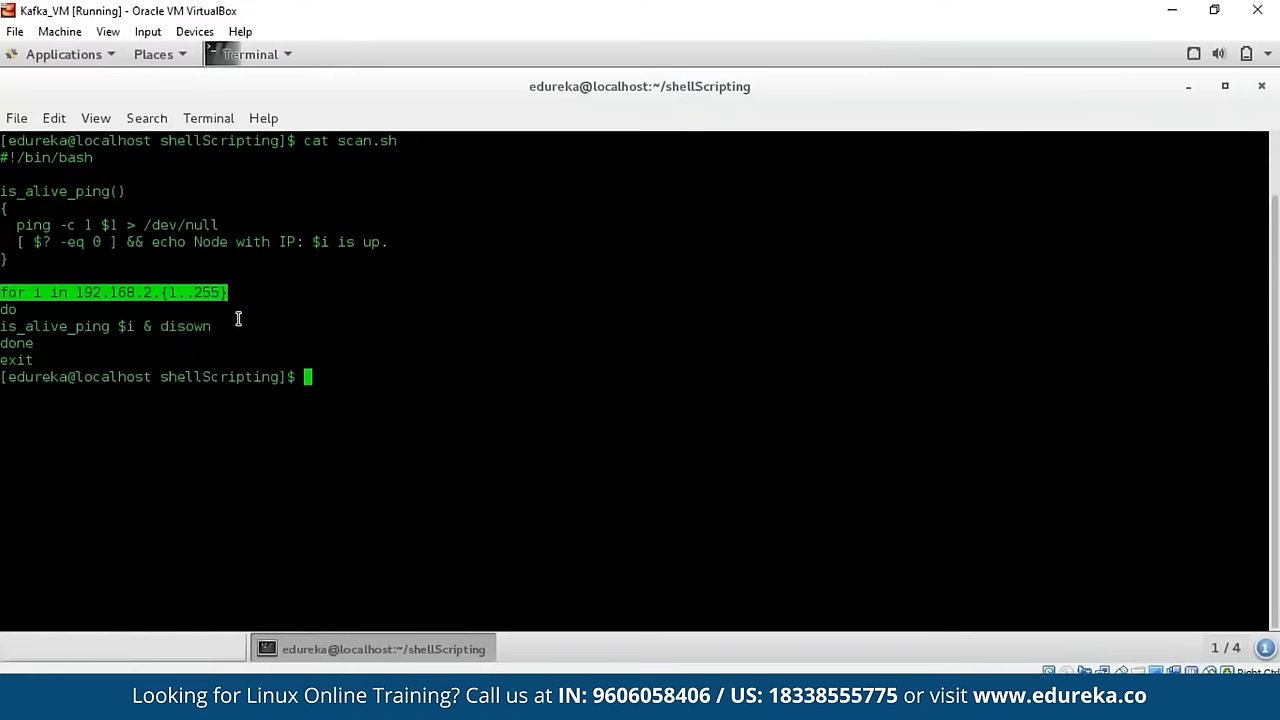 Kafka_VM [Running] - Oracle VM VirtualBox
File Machine View Input Devices Help
Applications Places Terminal
edureka@localhost:~/shellScripting
File Edit View Search Terminal Help
[edureka@localhost shellScripting]$ cat scan.sh
#!/bin/bash
is_alive_ping()
{
ping -c 1 $1 > /dev/null
[ $? -eq 0 ] && echo Node with IP: $i is up.
}
for i in 192.168.2.{1..255}
do
is_alive_ping $i & disown
done
exit
[edureka@localhost shellScripting]$
edureka@localhost:~/shellScripting
1 / 4
1
Looking for Linux Online Training? Call us at IN: 9606058406 / US: 18338555775 or visit www.edureka.co